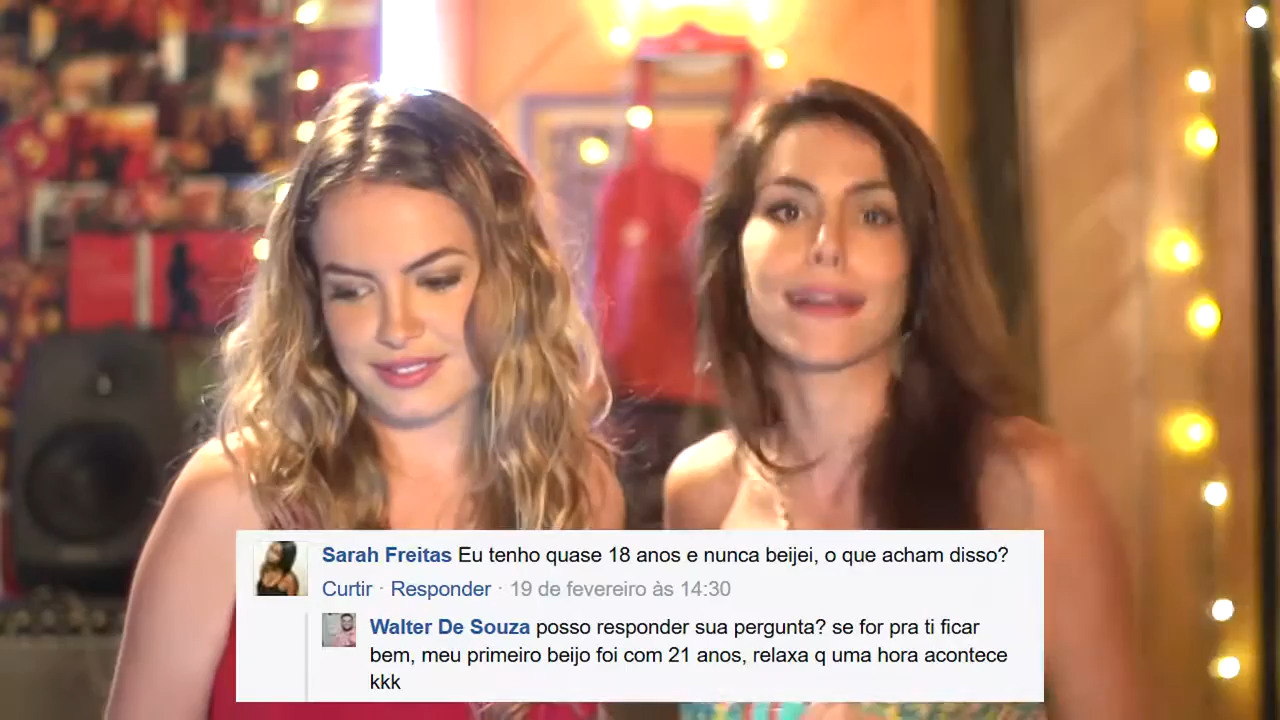 Sarah Freitas Eu tenho quase 18 anos e nunca beijei, o que acham disso?
Curtir · Responder · 19 de fevereiro às 14:30
Walter De Souza posso responder sua pergunta? se for pra ti ficar
bem, meu primeiro beijo foi com 21 anos, relaxa q uma hora acontece
kkk